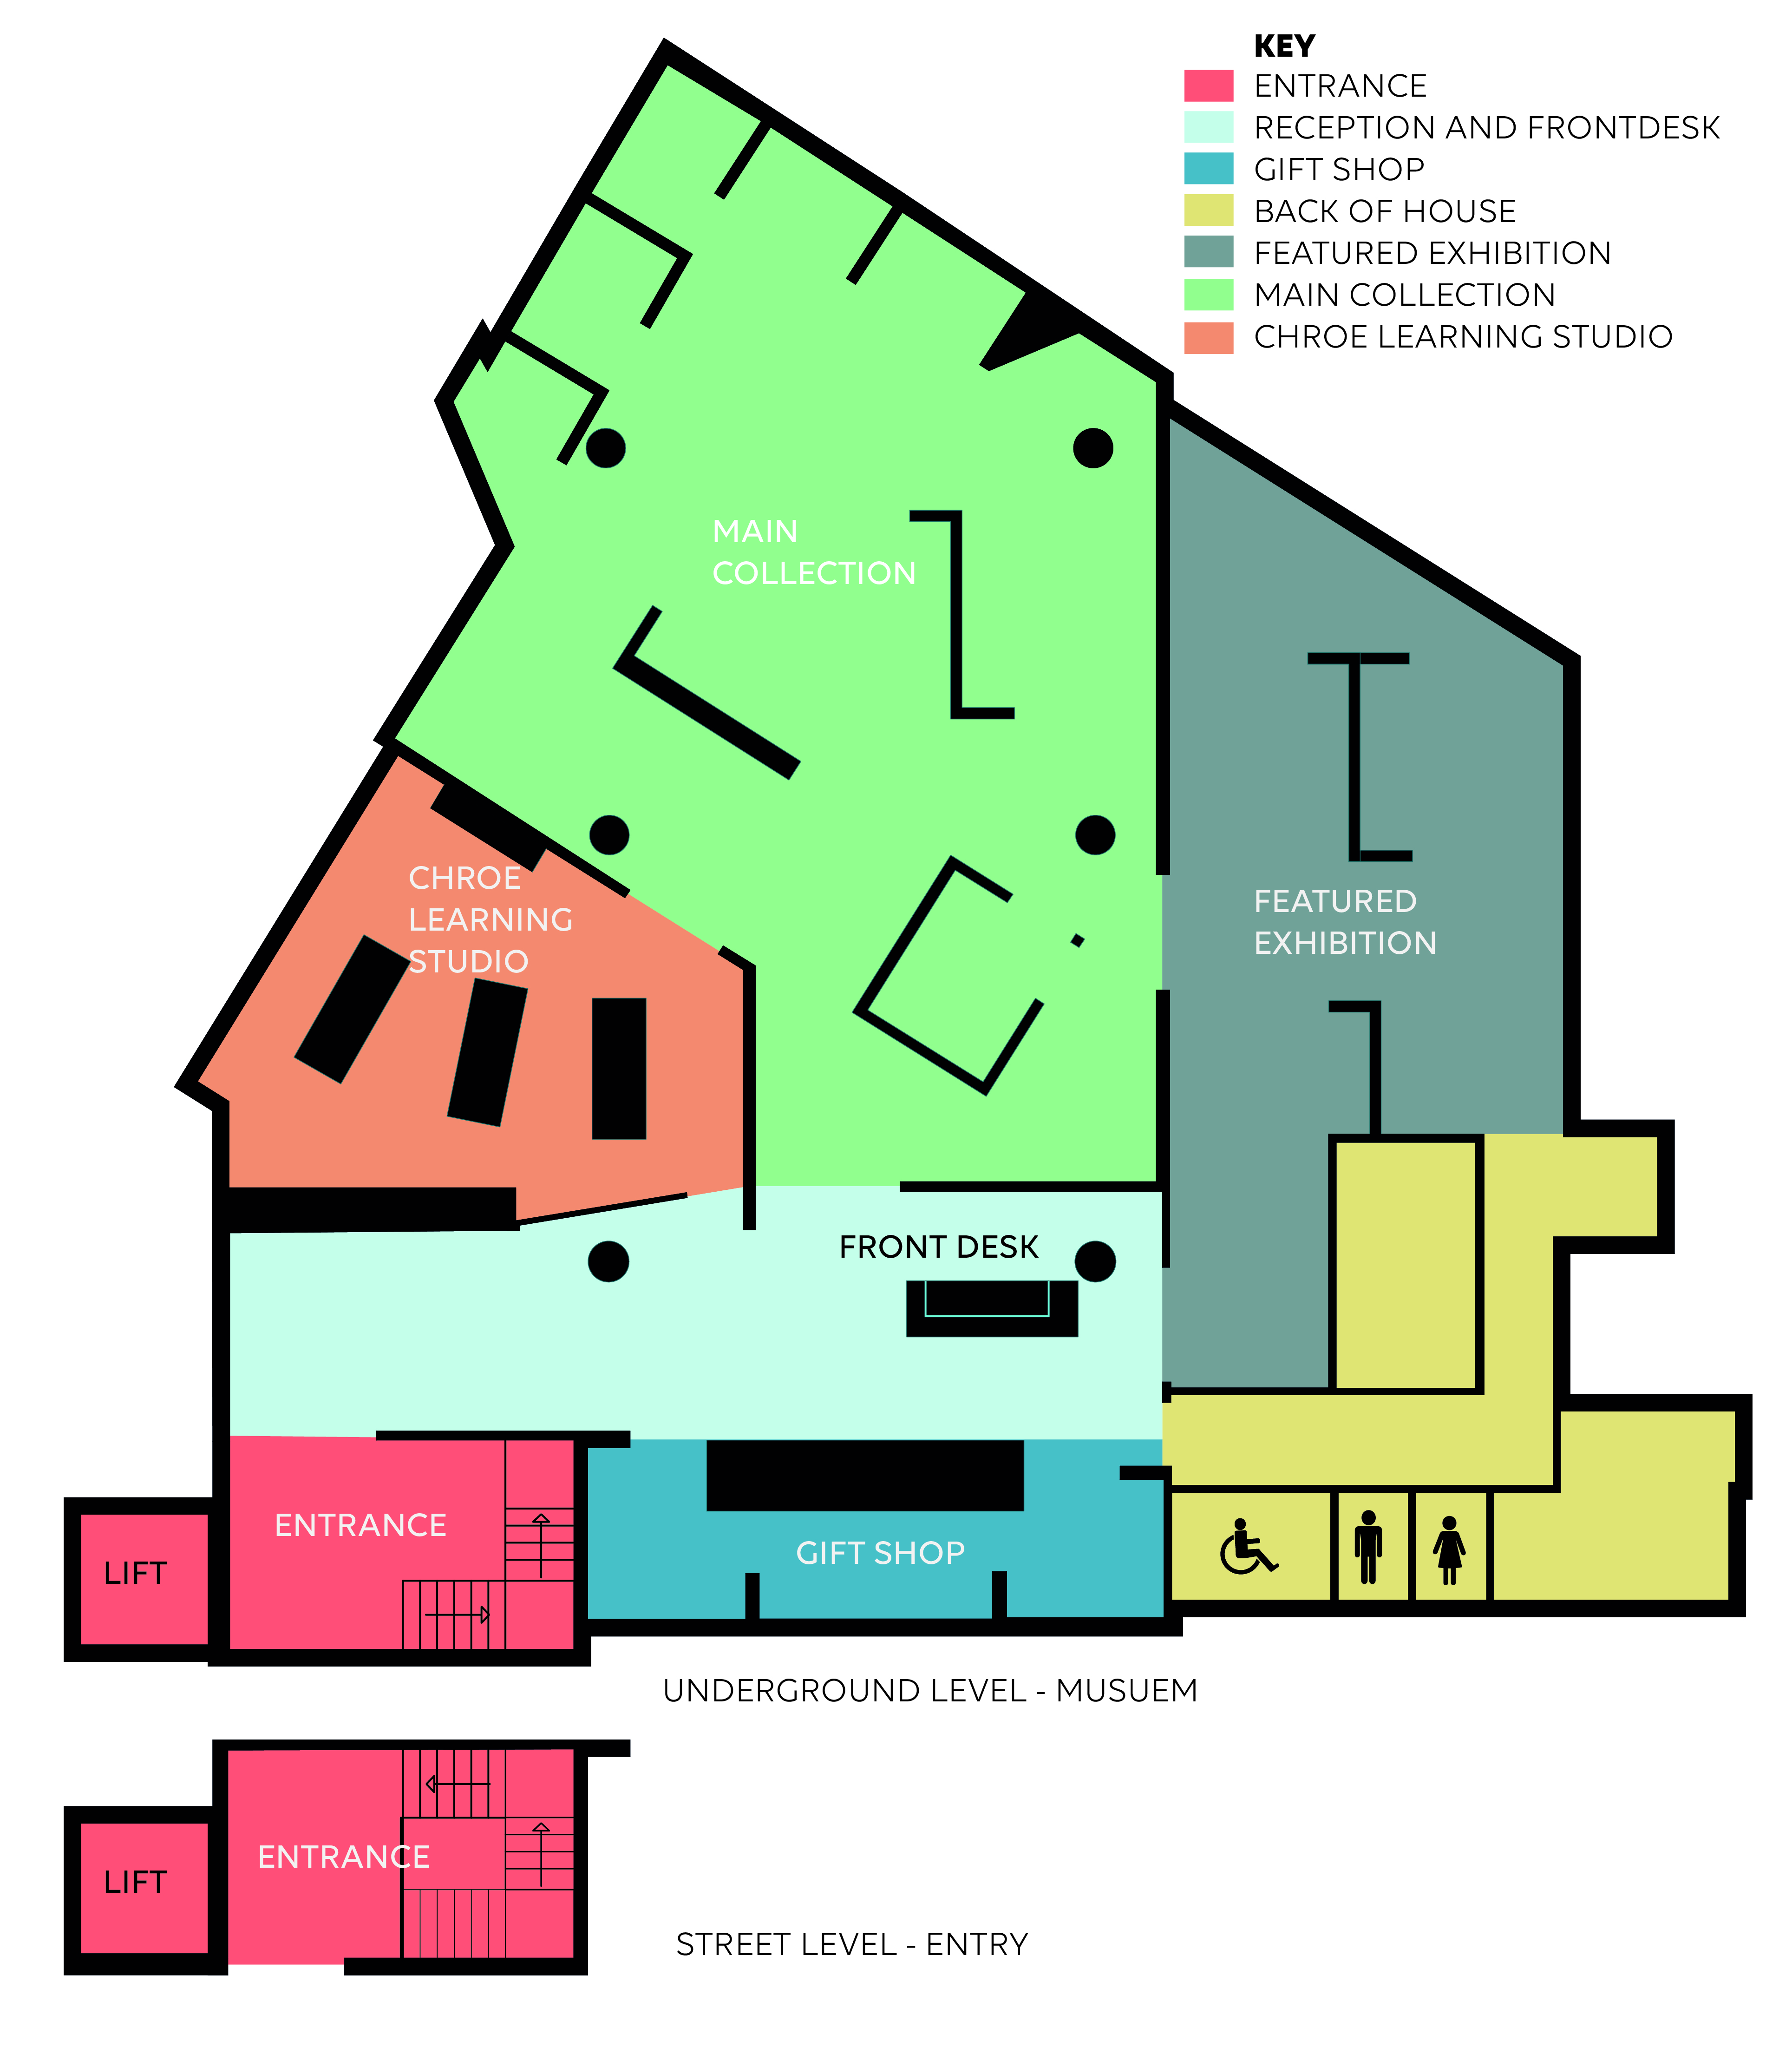 KEY
ENTRANCE
RECEPTION AND FRONTDESK
GIFT SHOP
BACK OF HOUSE
FEATURED EXHIBITION
MAIN COLLECTION
CHROE LEARNING STUDIO
MAIN
COLLECTION
CHROE
LEARNING
STUDIO
FEATURED
EXHIBITION
FRONT DESK
ENTRANCE
GIFT SHOP
LIFT
UNDERGROUND LEVEL - MUSUEM
ENTRANCE
LIFT
STREET LEVEL - ENTRY